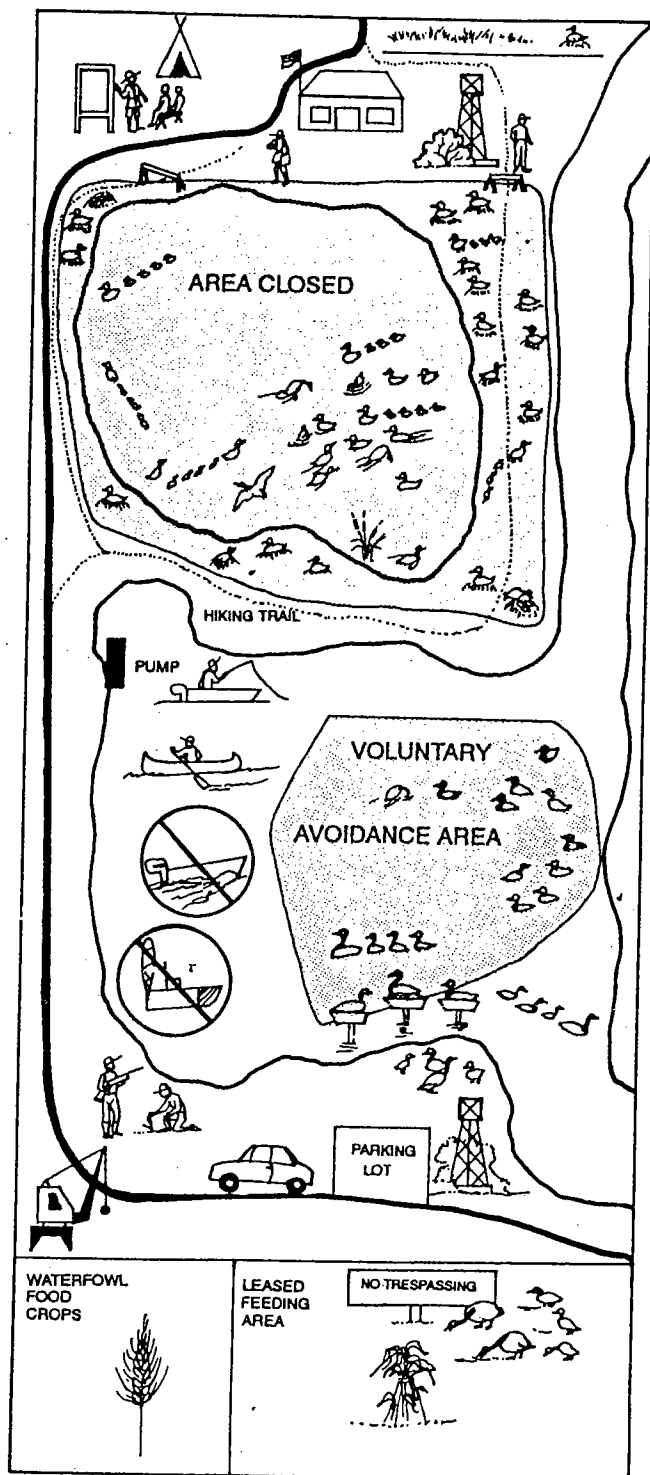 AREA CLOSED
HIKING TRAIL
PUMP
VOLUNTARY
AVOIDANCE AREA
PARKING
LOT
WATERFOWL
FOOD
CROPS
LEASED
FEEDING
AREA
NO TRESPASSING